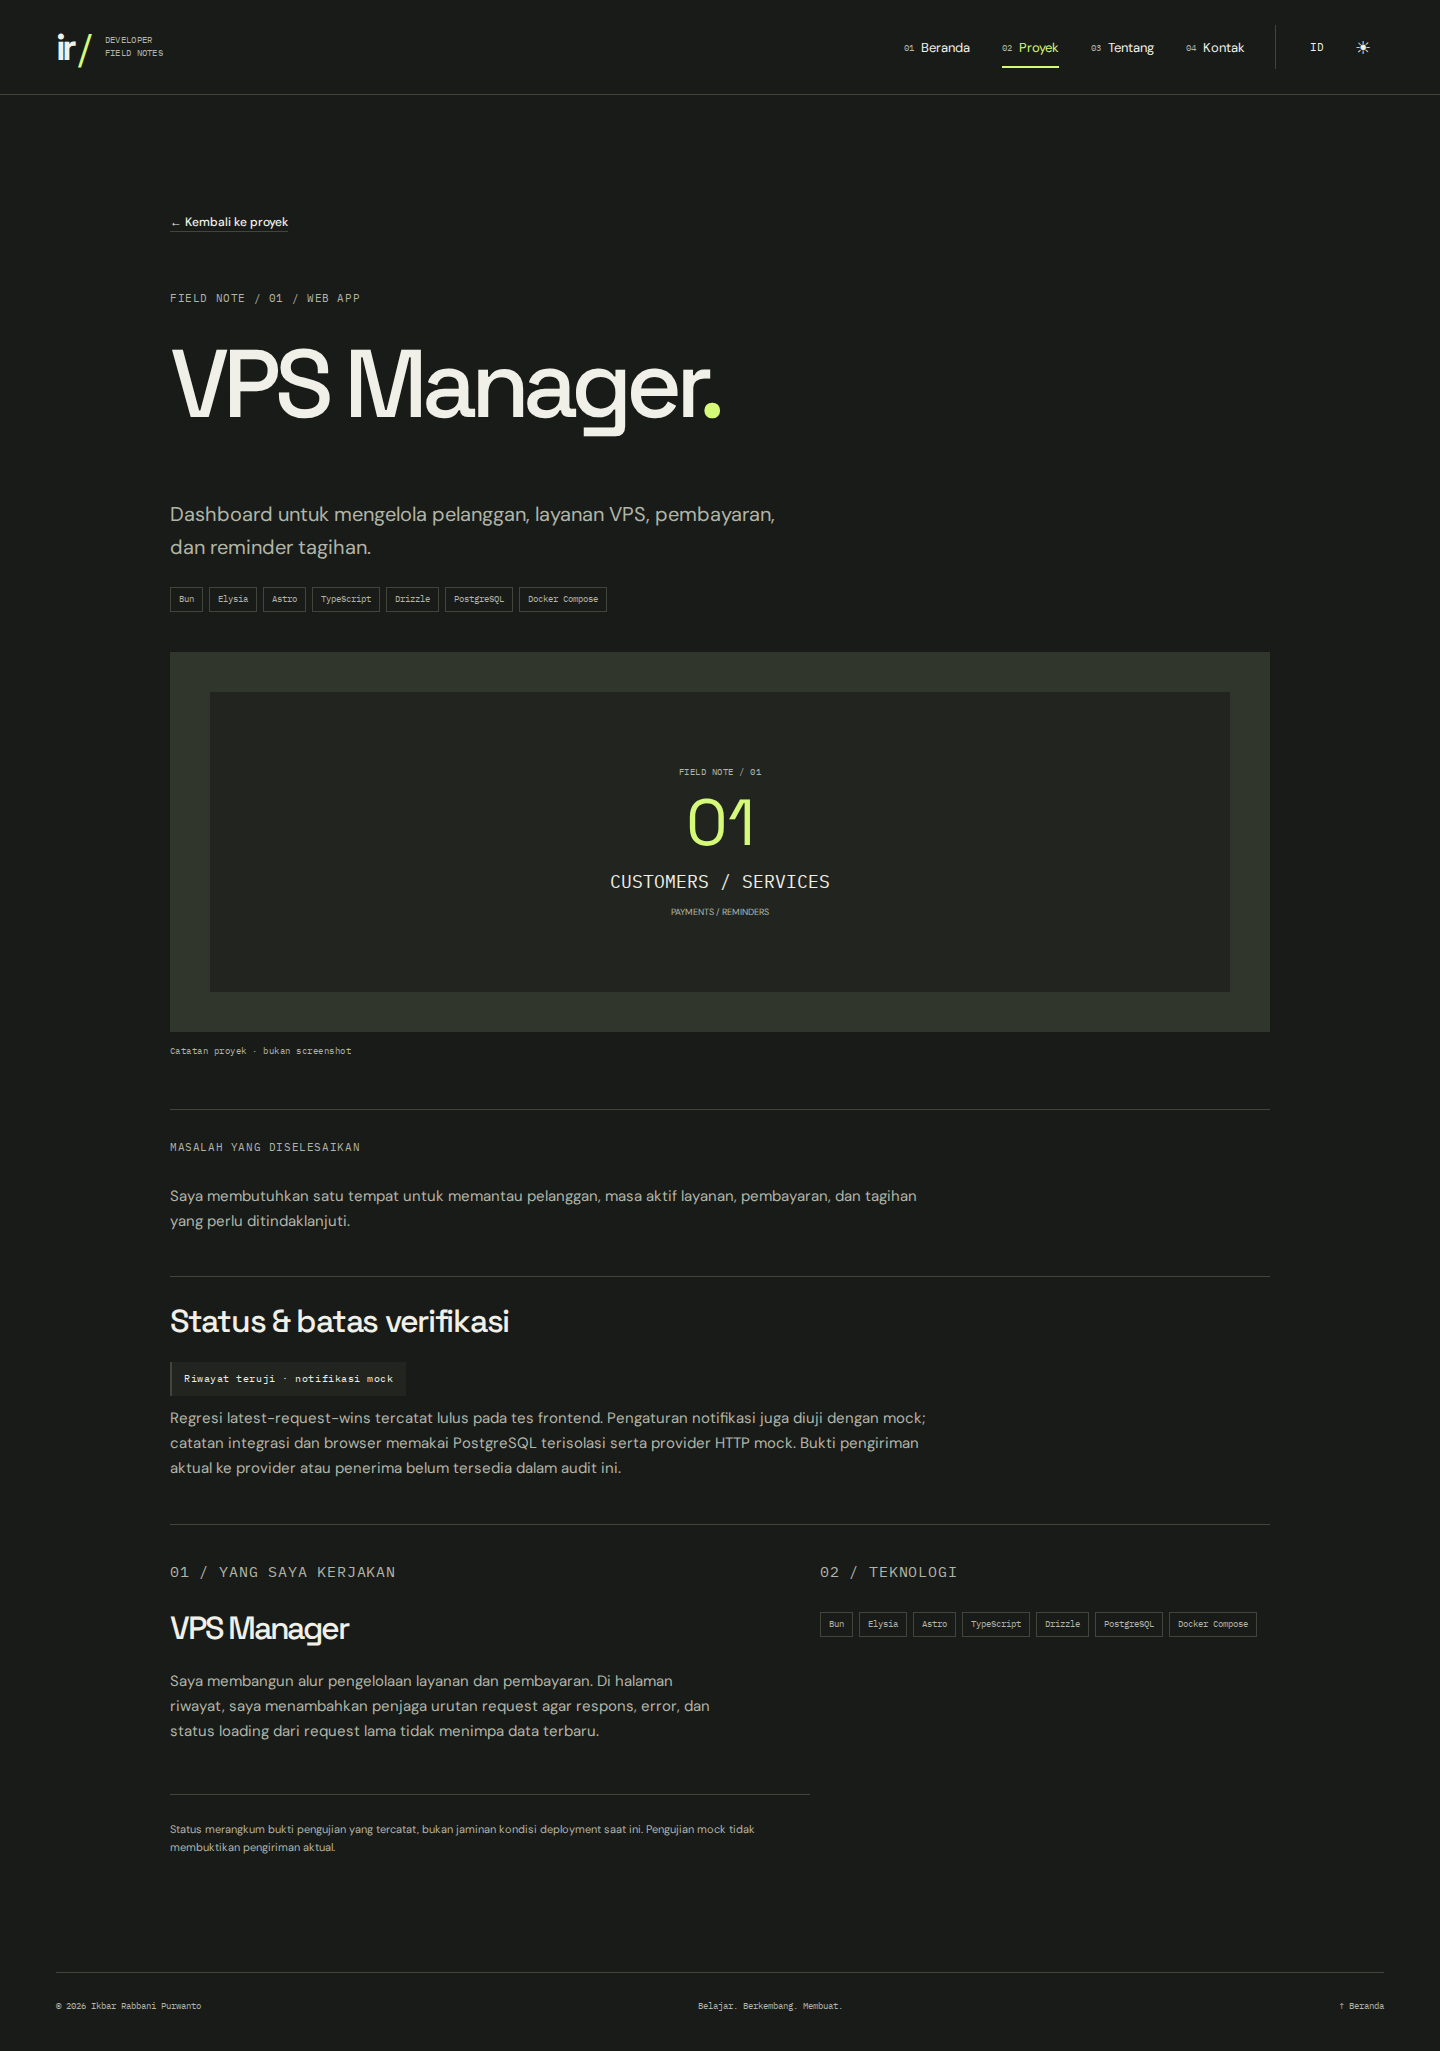 ir/
DEVELOPER
FIELD NOTES
01 Beranda
02 Proyek
03 Tentang
04 Kontak
ID
← Kembali ke proyek
FIELD NOTE / 01 / WEB APP
VPS Manager.
Dashboard untuk mengelola pelanggan, layanan VPS, pembayaran,
dan reminder tagihan.
Bun Elysia Astro TypeScript Drizzle PostgreSQL Docker Compose
FIELD NOTE / 01
01
CUSTOMERS / SERVICES
PAYMENTS / REMINDERS
Catatan proyek · bukan screenshot
MASALAH YANG DISELESAIKAN
Saya membutuhkan satu tempat untuk memantau pelanggan, masa aktif layanan, pembayaran, dan tagihan
yang perlu ditindaklanjuti.
Status & batas verifikasi
Riwayat teruji · notifikasi mock
Regresi latest-request-wins tercatat lulus pada tes frontend. Pengaturan notifikasi juga diuji dengan mock;
catatan integrasi dan browser memakai PostgreSQL terisolasi serta provider HTTP mock. Bukti pengiriman
aktual ke provider atau penerima belum tersedia dalam audit ini.
01 / YANG SAYA KERJAKAN
VPS Manager
Saya membangun alur pengelolaan layanan dan pembayaran. Di halaman
riwayat, saya menambahkan penjaga urutan request agar respons, error, dan
status loading dari request lama tidak menimpa data terbaru.
02 / TEKNOLOGI
Bun Elysia Astro TypeScript Drizzle PostgreSQL Docker Compose
Status merangkum bukti pengujian yang tercatat, bukan jaminan kondisi deployment saat ini. Pengujian mock tidak
membuktikan pengiriman aktual.
© 2026 Ikbar Rabbani Purwanto
Belajar. Berkembang. Membuat.
↑ Beranda